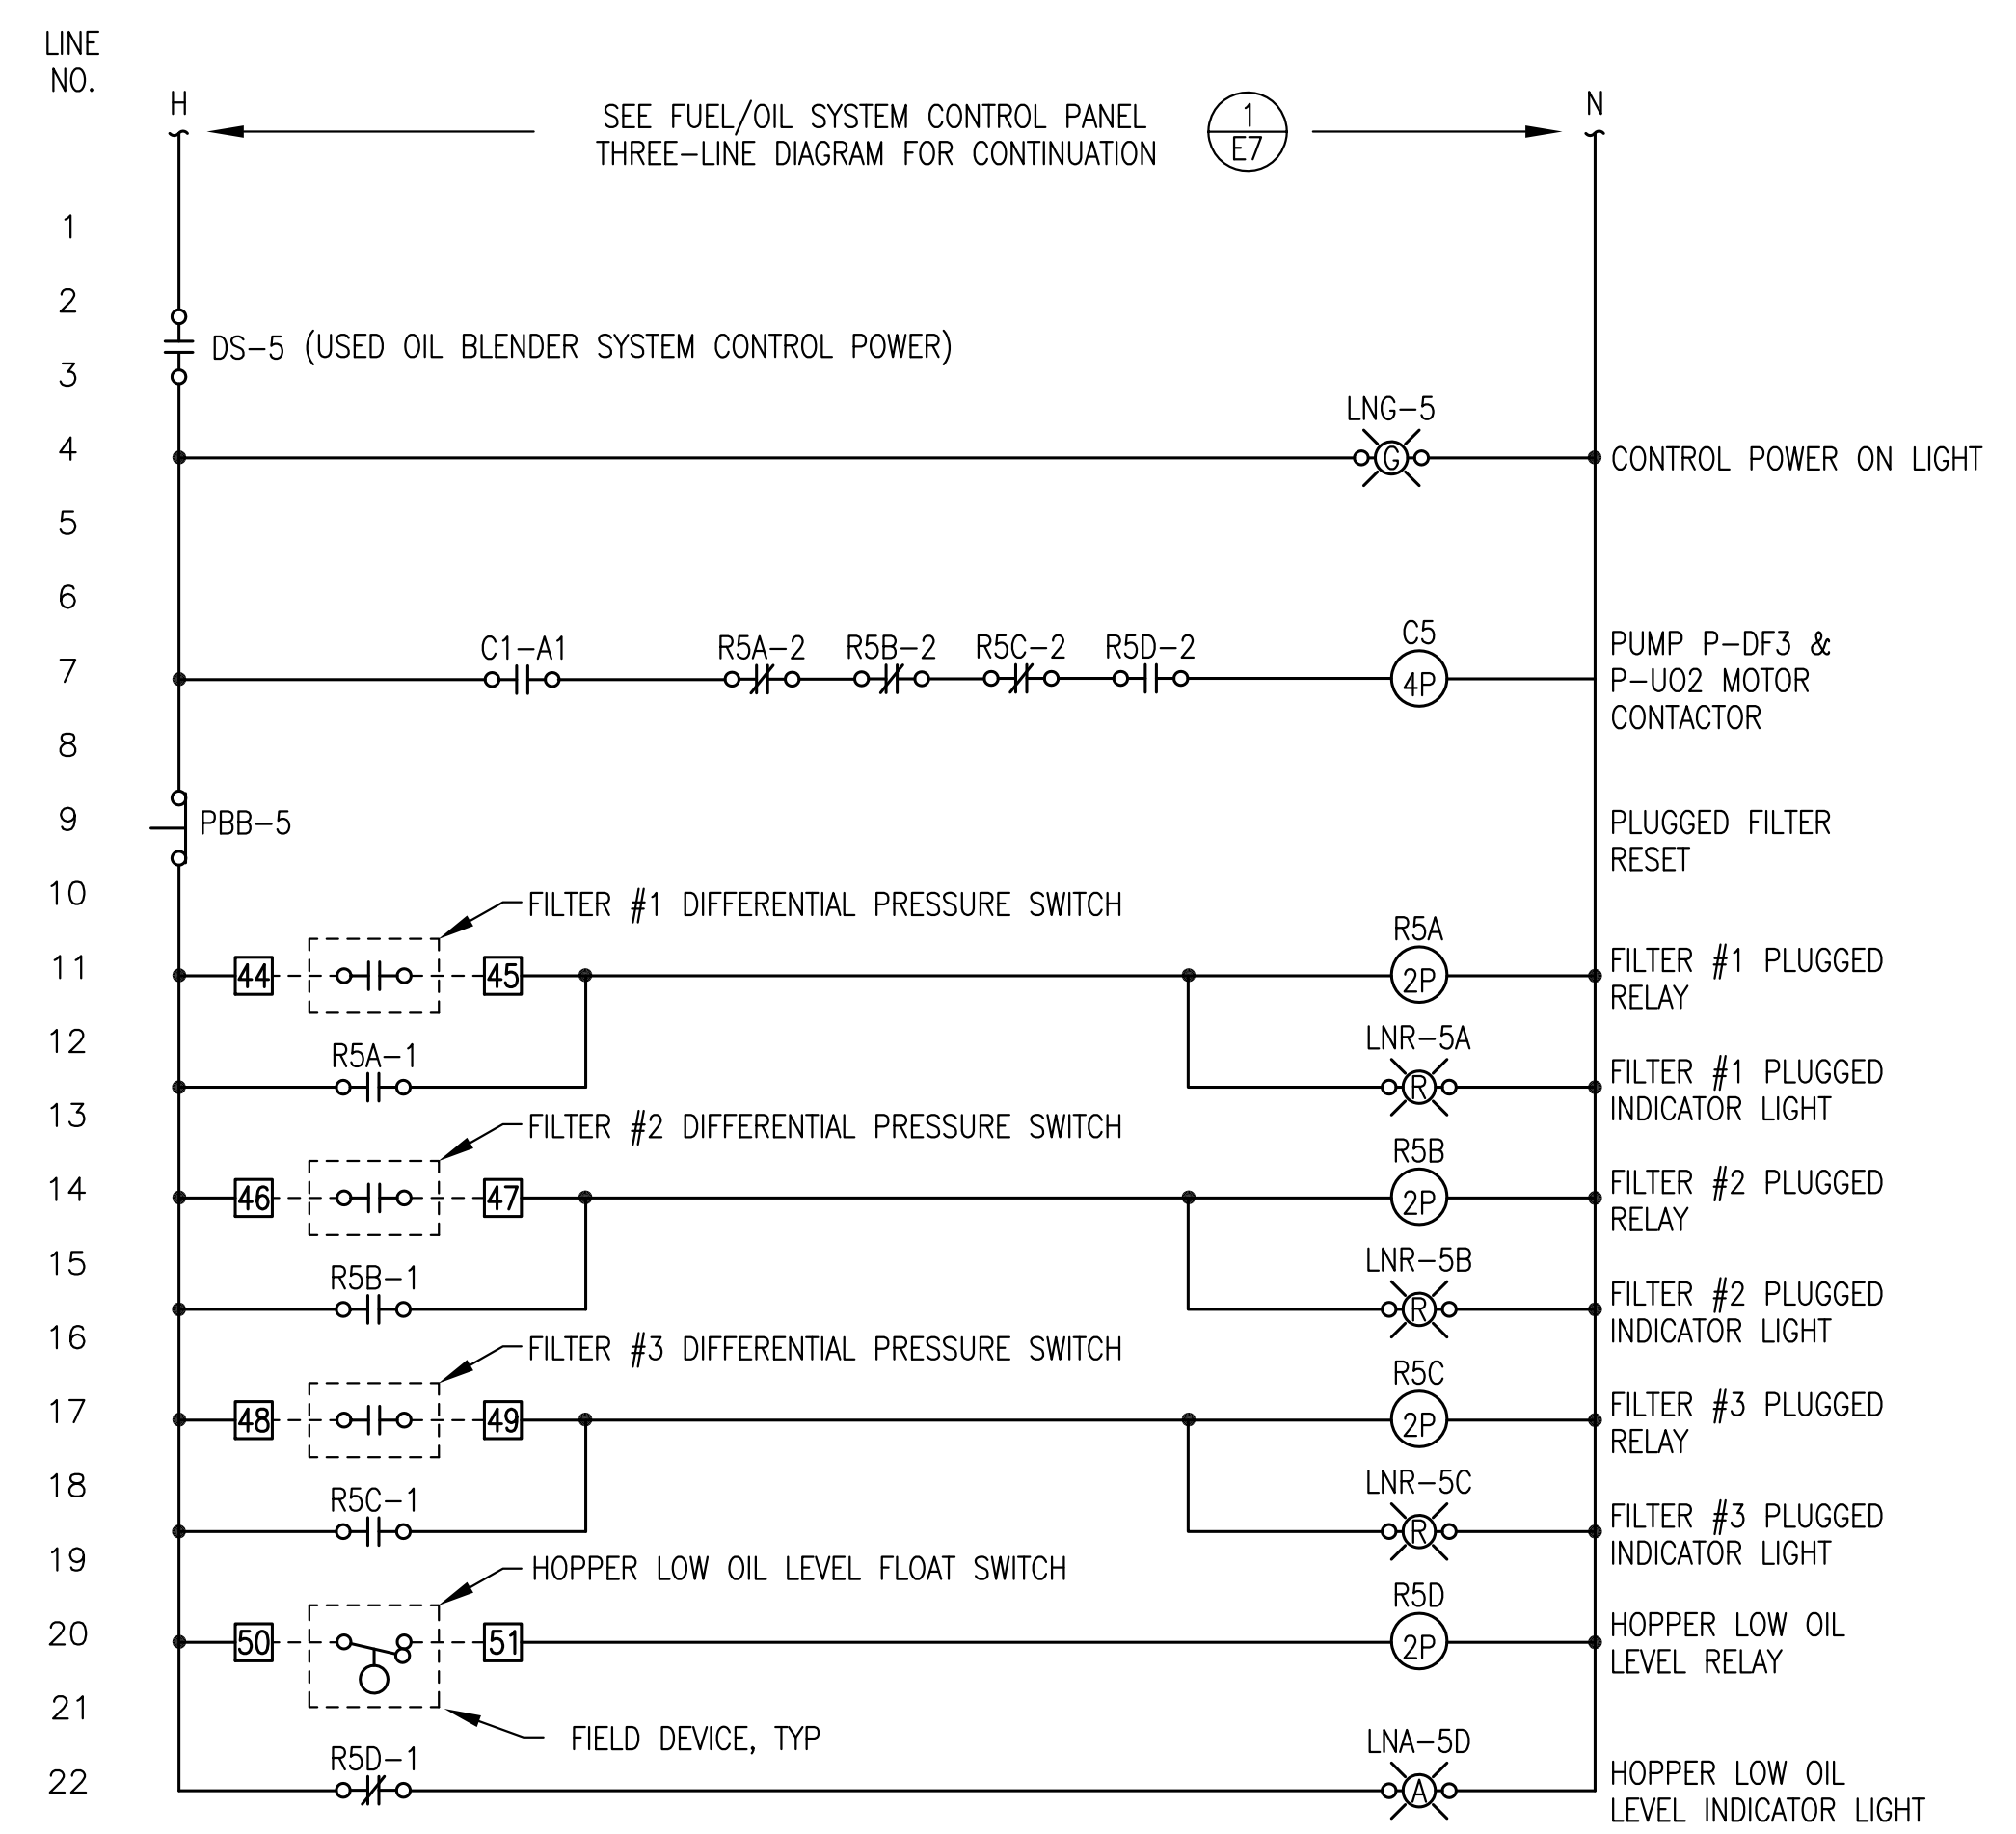 LINE
NO.
H
SEE FUEL/OIL SYSTEM CONTROL PANEL
THREE-LINE DIAGRAM FOR CONTINUATION
1
E7
N
1
2
DS-5 (USED OIL BLENDER SYSTEM CONTROL POWER)
3
LNG-5
4
G
CONTROL POWER ON LIGHT
5
6
7
C1-A1
R5A-2
R5B-2
R5C-2
R5D-2
C5
4P
PUMP P-DF3 &
P-UO2 MOTOR
CONTACTOR
8
9
PBB-5
PLUGGED FILTER
RESET
10
FILTER #1 DIFFERENTIAL PRESSURE SWITCH
11
44
45
R5A
2P
FILTER #1 PLUGGED
RELAY
12
R5A-1
LNR-5A
R
FILTER #1 PLUGGED
INDICATOR LIGHT
13
FILTER #2 DIFFERENTIAL PRESSURE SWITCH
14
46
47
R5B
2P
FILTER #2 PLUGGED
RELAY
15
R5B-1
LNR-5B
R
FILTER #2 PLUGGED
INDICATOR LIGHT
16
FILTER #3 DIFFERENTIAL PRESSURE SWITCH
17
48
49
R5C
2P
FILTER #3 PLUGGED
RELAY
18
R5C-1
LNR-5C
R
FILTER #3 PLUGGED
INDICATOR LIGHT
19
HOPPER LOW OIL LEVEL FLOAT SWITCH
20
50
51
R5D
2P
HOPPER LOW OIL
LEVEL RELAY
21
FIELD DEVICE, TYP
22
R5D-1
LNA-5D
A
HOPPER LOW OIL
LEVEL INDICATOR LIGHT